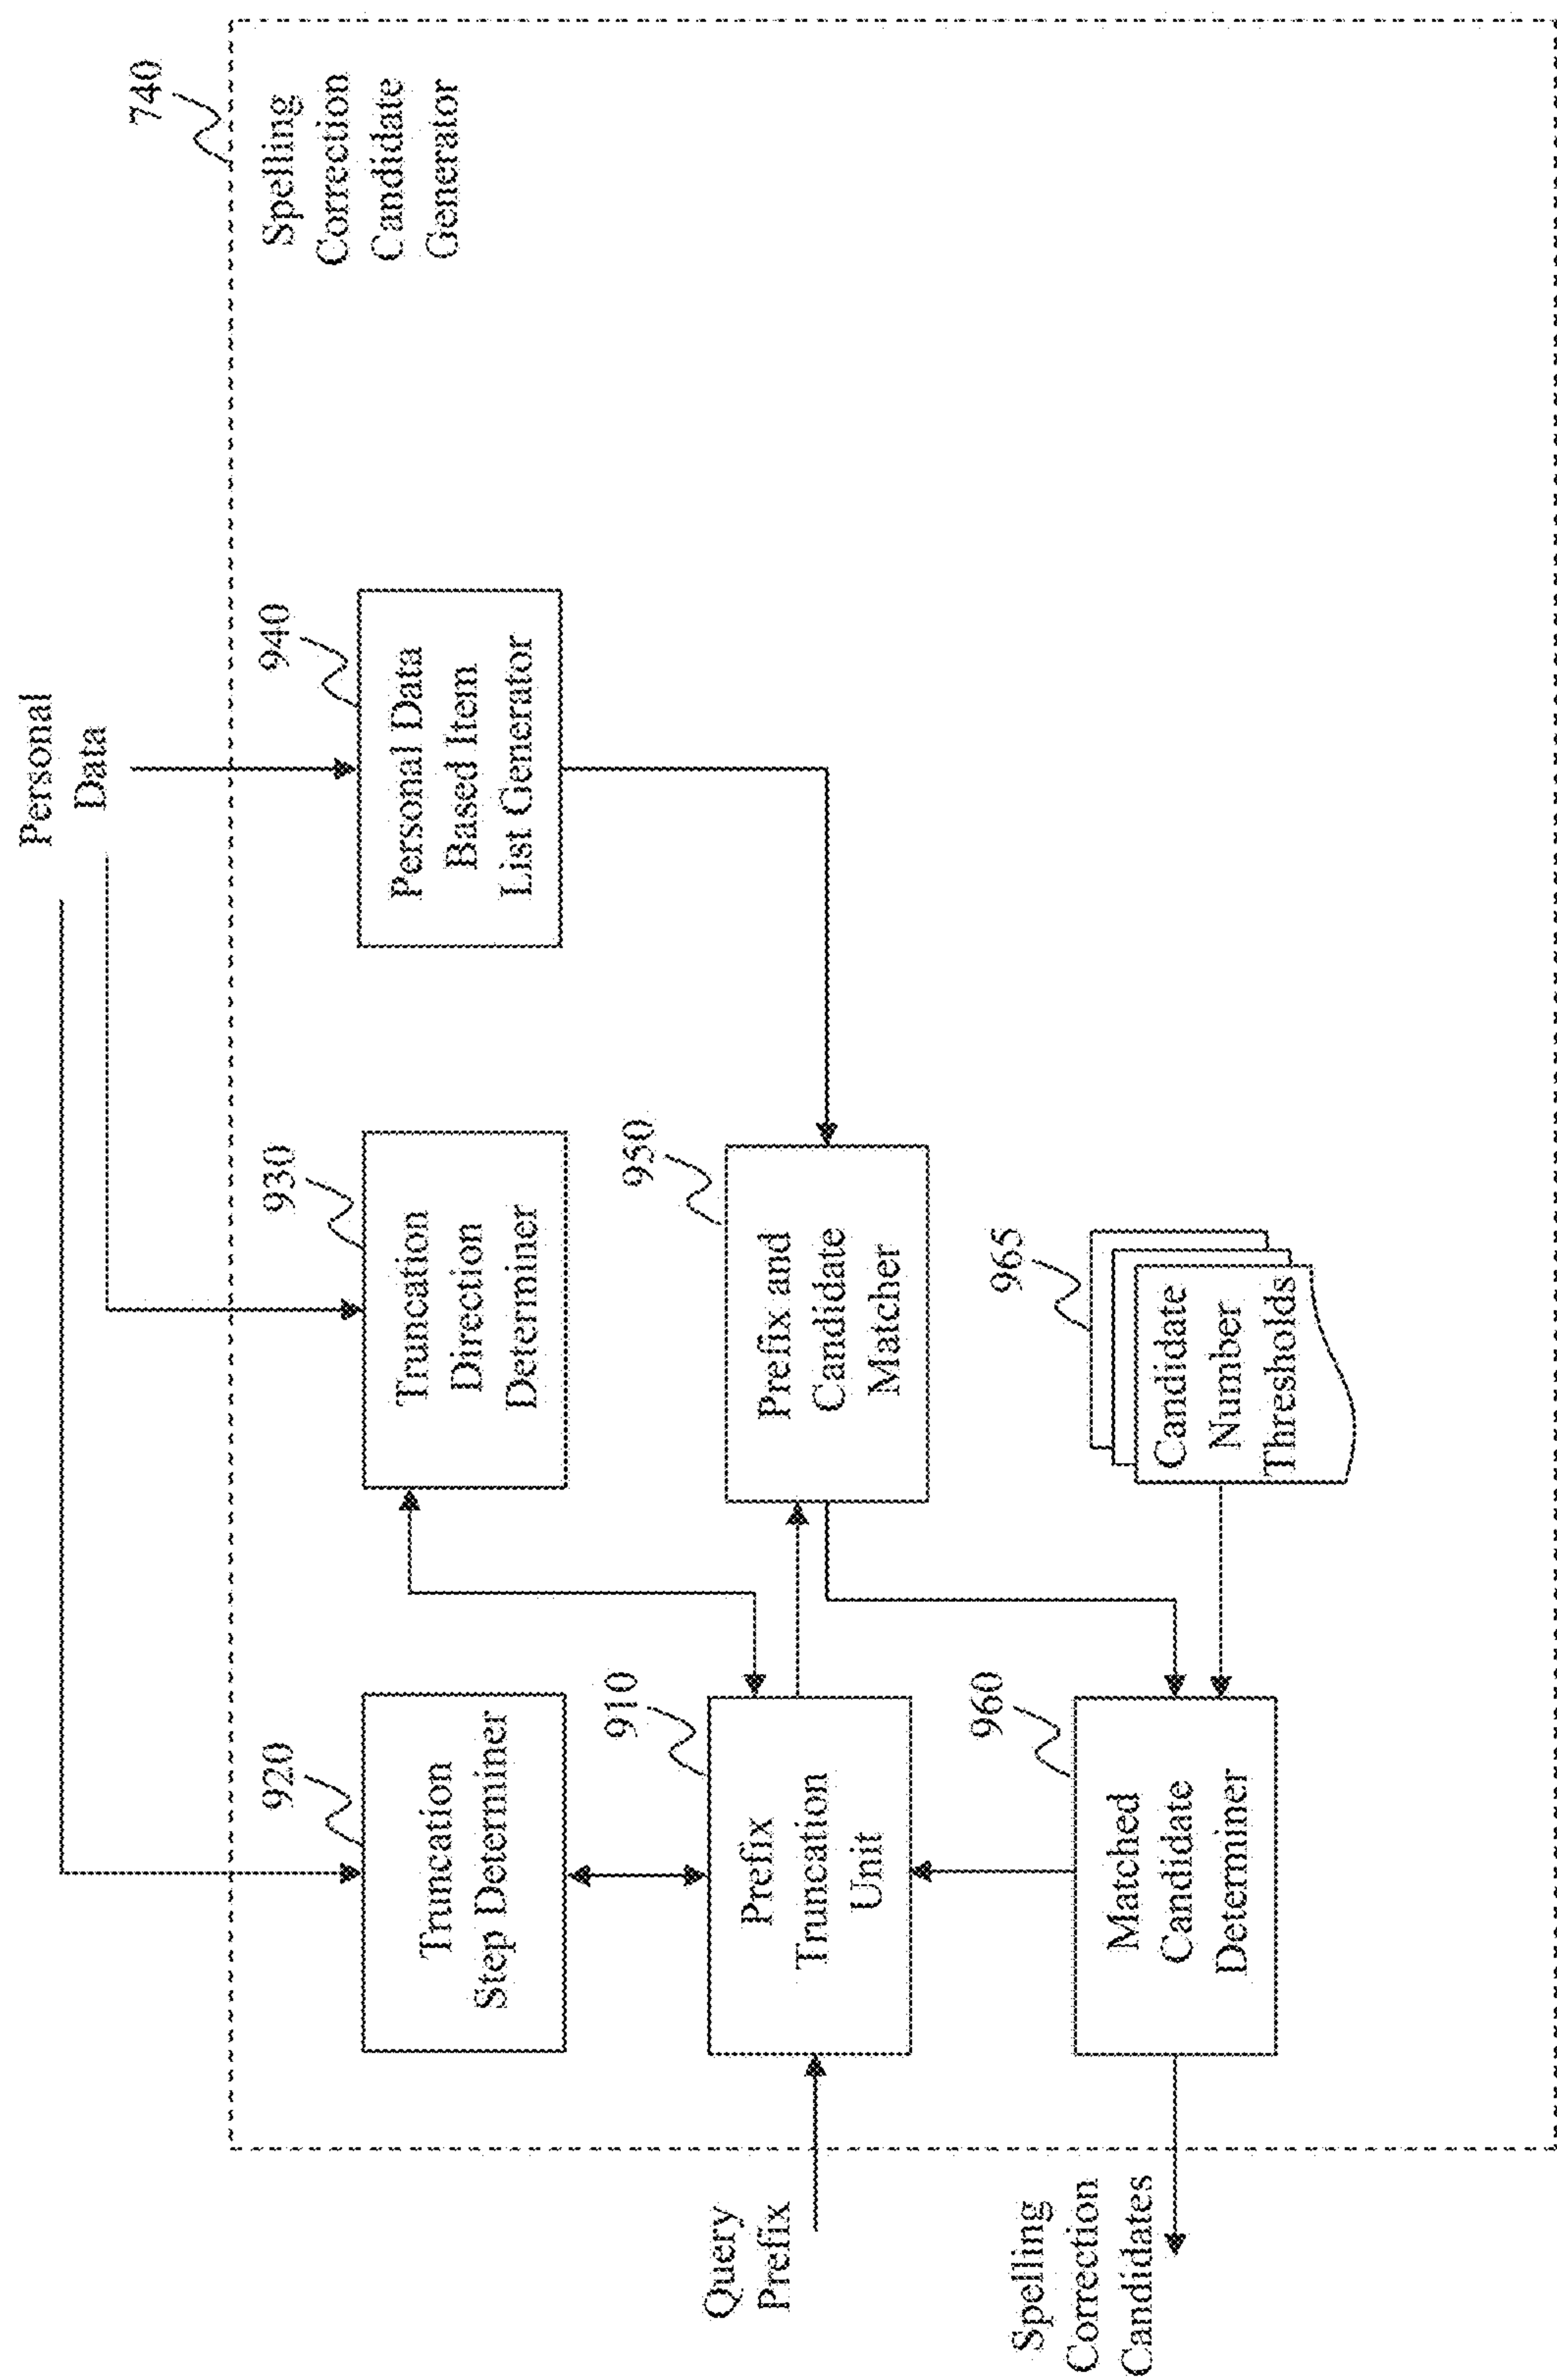 Personal
Data
740
Spelling
Correction
Candidate
Generator
920
Truncation
Step Determiner
930
Truncation
Direction
Determiner
940
Personal Data
Based Item
List Generator
Query
Prefix
910
Prefix
Truncation
Unit
950
Prefix and
Candidate
Matcher
Spelling
Correction
Candidates
960
Matched
Candidate
Determiner
965
Candidate
Number
Thresholds